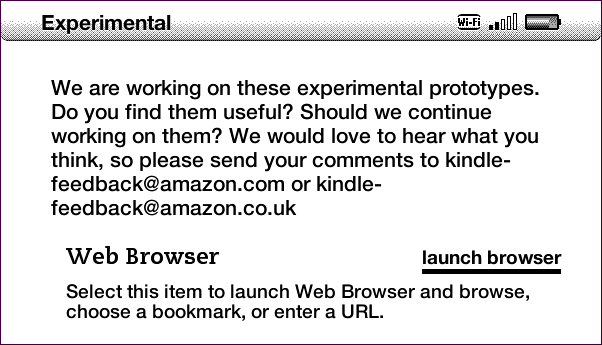 Experimental
Wi-Fi
We are working on these experimental prototypes.
Do you find them useful? Should we continue
working on them? We would love to hear what you
think, so please send your comments to kindle-
feedback@amazon.com or kindle-
feedback@amazon.co.uk
Web Browser
launch browser
Select this item to launch Web Browser and browse,
choose a bookmark, or enter a URL.